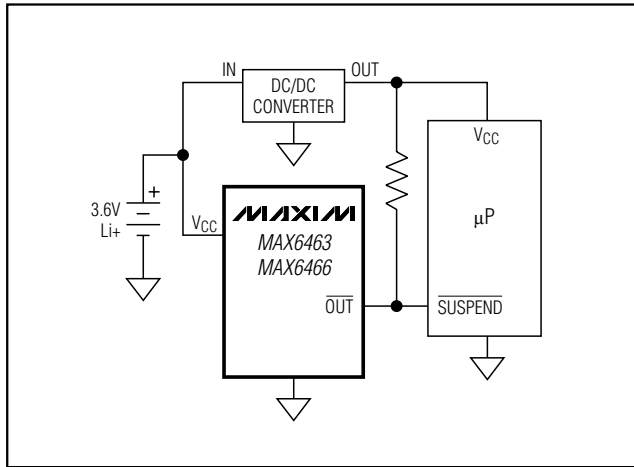 IN
OUT
DC/DC
CONVERTER
VCC
μP
+
3.6V
Li+
VCC
MAXIM
MAX6463
MAX6466
OUT
SUSPEND